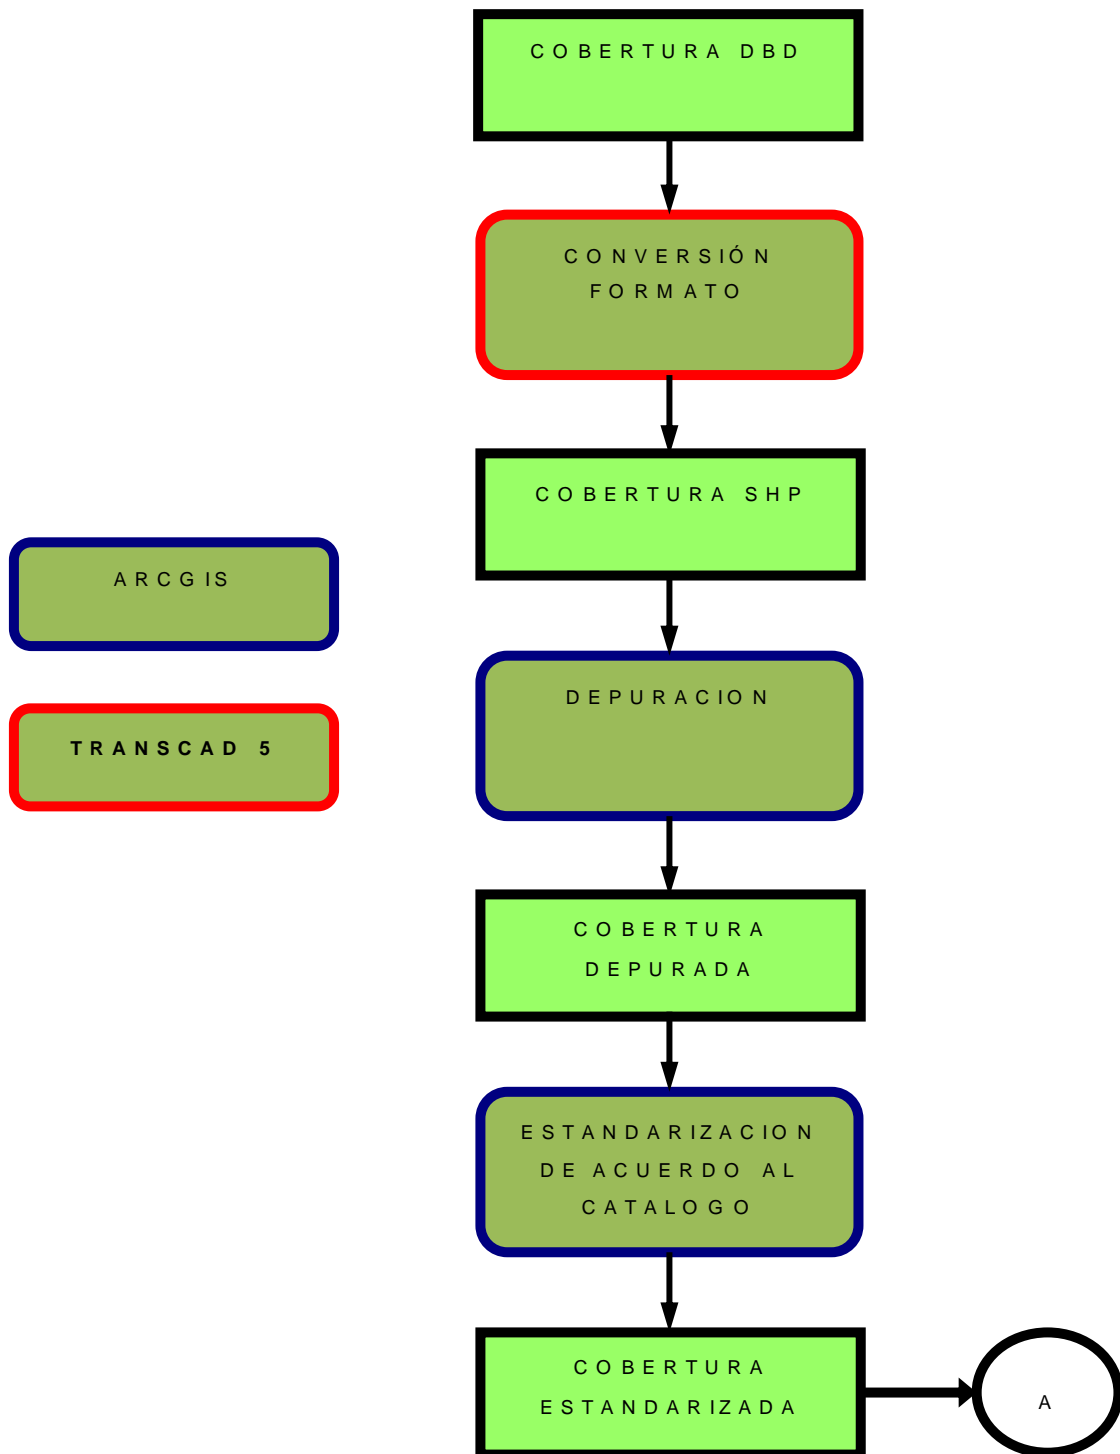 COBERTURA DBD
CONVERSIÓN
FORMATO
COBERTURA SHP
ARCGIS
DEPURACION
TRANSCAD 5
COBERTURA
DEPURADA
ESTANDARIZACION
DE ACUERDO AL
CATALOGO
COBERTURA
ESTANDARIZADA
A